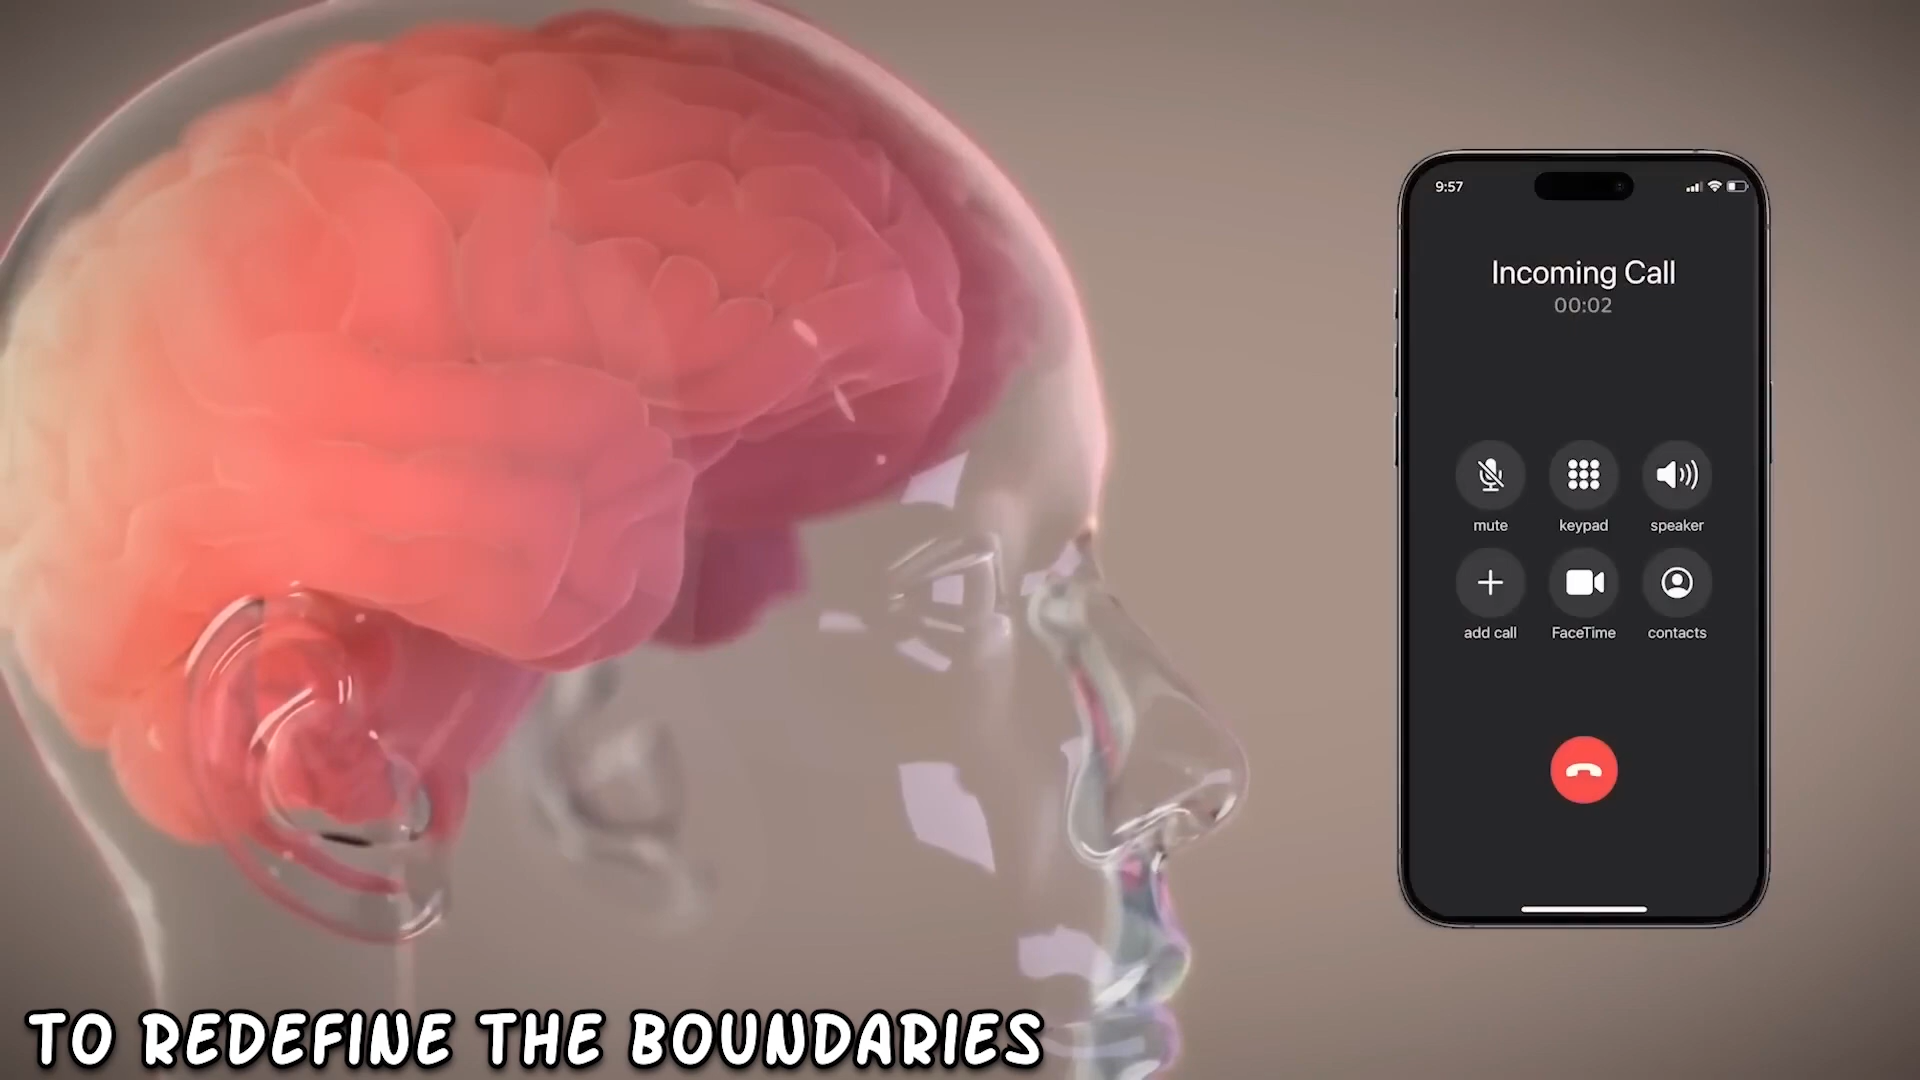 9:57
Incoming Call
00:02
mute keypad speaker
add call FaceTime contacts
TO REDEFINE THE BOUNDARIES